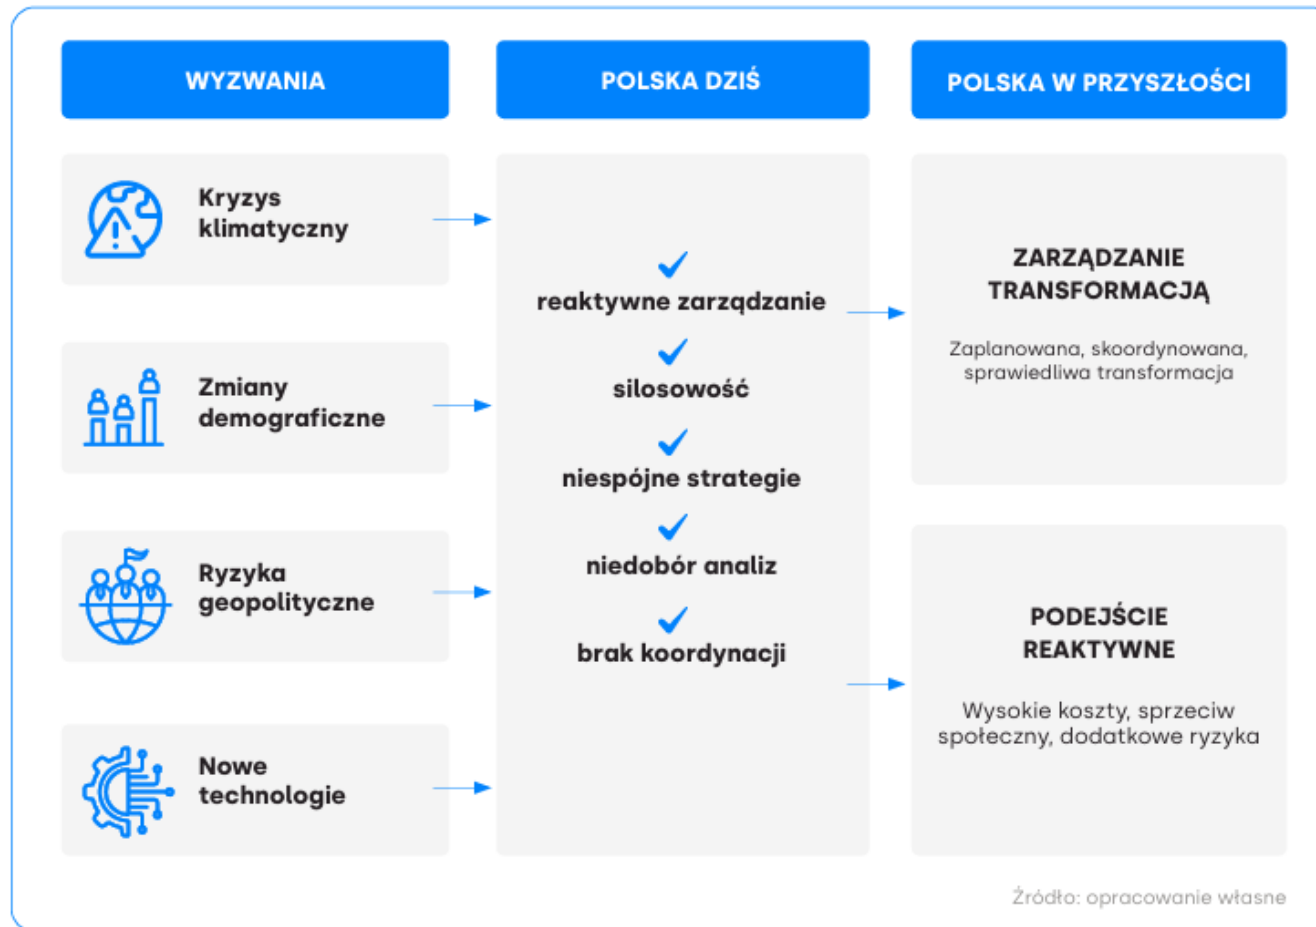 WYZWANIA
POLSKA DZIŚ
POLSKA W PRZYSZŁOŚCI
Kryzys
klimatyczny
Zmiany
demograficzne
Ryzyka
geopolityczne
Nowe
technologie
reaktywne zarządzanie
silosowość
niespójne strategie
niedobór analiz
brak koordynacji
ZARZĄDZANIE
TRANSFORMACJĄ
Zaplanowana, skoordynowana,
sprawiedliwa transformacja
PODEJŚCIE
REAKTYWNE
Wysokie koszty, sprzeciw
społeczny, dodatkowe ryzyka
Źródło: opracowanie własne